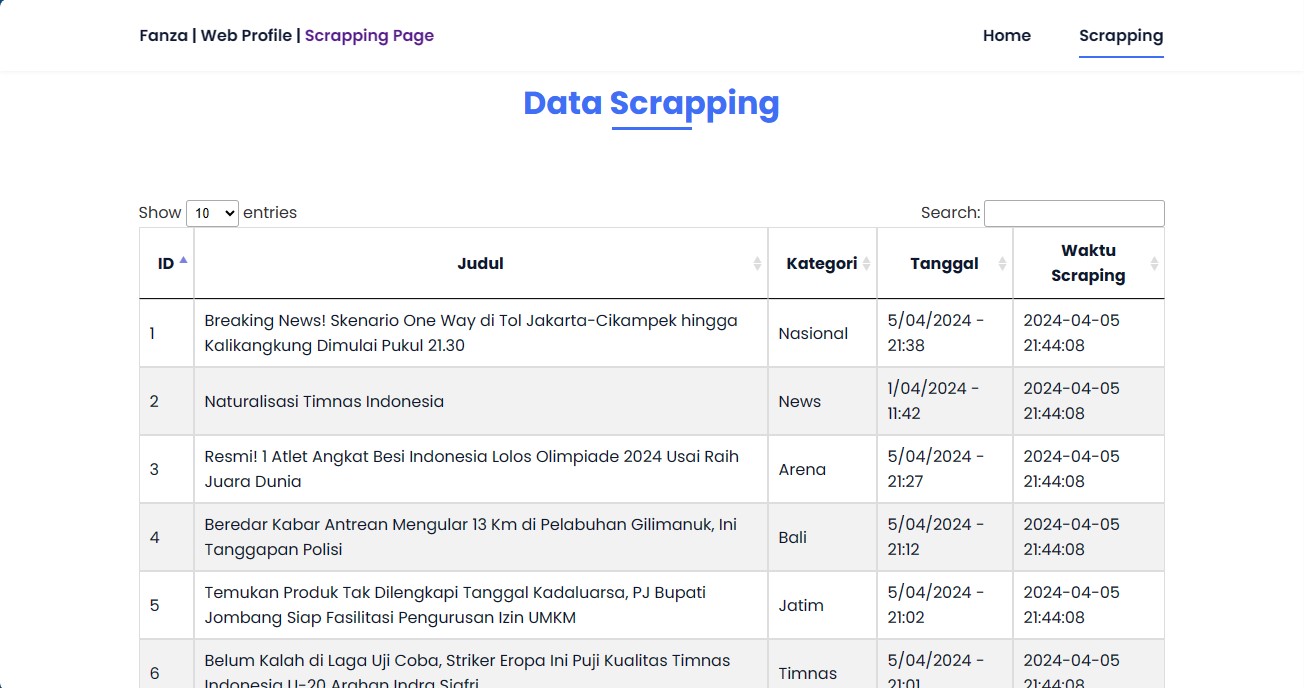 Fanza | Web Profile | Scrapping Page
Home
Scrapping
Data Scrapping
Show 10 entries
Search:
ID
Judul
Kategori
Tanggal
Waktu
Scraping
1
Breaking News! Skenario One Way di Tol Jakarta-Cikampek hingga
Kalikangkung Dimulai Pukul 21.30
Nasional
5/04/2024 -
21:38
2024-04-05
21:44:08
2
Naturalisasi Timnas Indonesia
News
1/04/2024 -
11:42
2024-04-05
21:44:08
3
Resmi! 1 Atlet Angkat Besi Indonesia Lolos Olimpiade 2024 Usai Raih
Juara Dunia
Arena
5/04/2024 -
21:27
2024-04-05
21:44:08
4
Beredar Kabar Antrean Mengular 13 Km di Pelabuhan Gilimanuk, Ini
Tanggapan Polisi
Bali
5/04/2024 -
21:12
2024-04-05
21:44:08
5
Temukan Produk Tak Dilengkapi Tanggal Kadaluarsa, PJ Bupati
Jombang Siap Fasilitasi Pengurusan Izin UMKM
Jatim
5/04/2024 -
21:02
2024-04-05
21:44:08
6
Belum Kalah di Laga Uji Coba, Striker Eropa Ini Puji Kualitas Timnas
Indonesia U-20 Arahan Indra Sjafri
Timnas
5/04/2024 -
21:01
2024-04-05
21:44:08